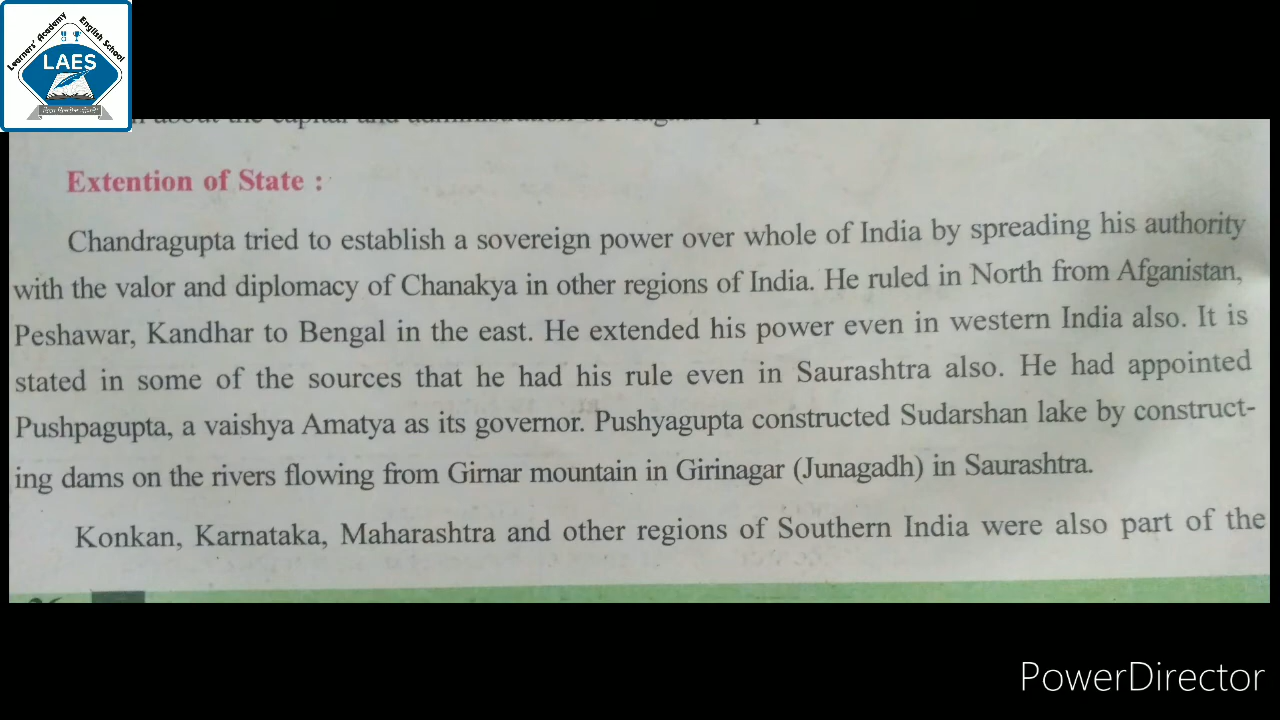 Learners' Academy English School
LAES
about the capital and administration of
Extention of State :
Chandragupta tried to establish a sovereign power over whole of India by spreading his authority
with the valor and diplomacy of Chanakya in other regions of India. He ruled in North from Afganistan,
Peshawar, Kandhar to Bengal in the east. He extended his power even in western India also. It is
stated in some of the sources that he had his rule even in Saurashtra also. He had appointed
Pushpagupta, a vaishya Amatya as its governor. Pushyagupta constructed Sudarshan lake by construct-
ing dams on the rivers flowing from Girnar mountain in Girinagar (Junagadh) in Saurashtra.
Konkan, Karnataka, Maharashtra and other regions of Southern India were also part of the
PowerDirector